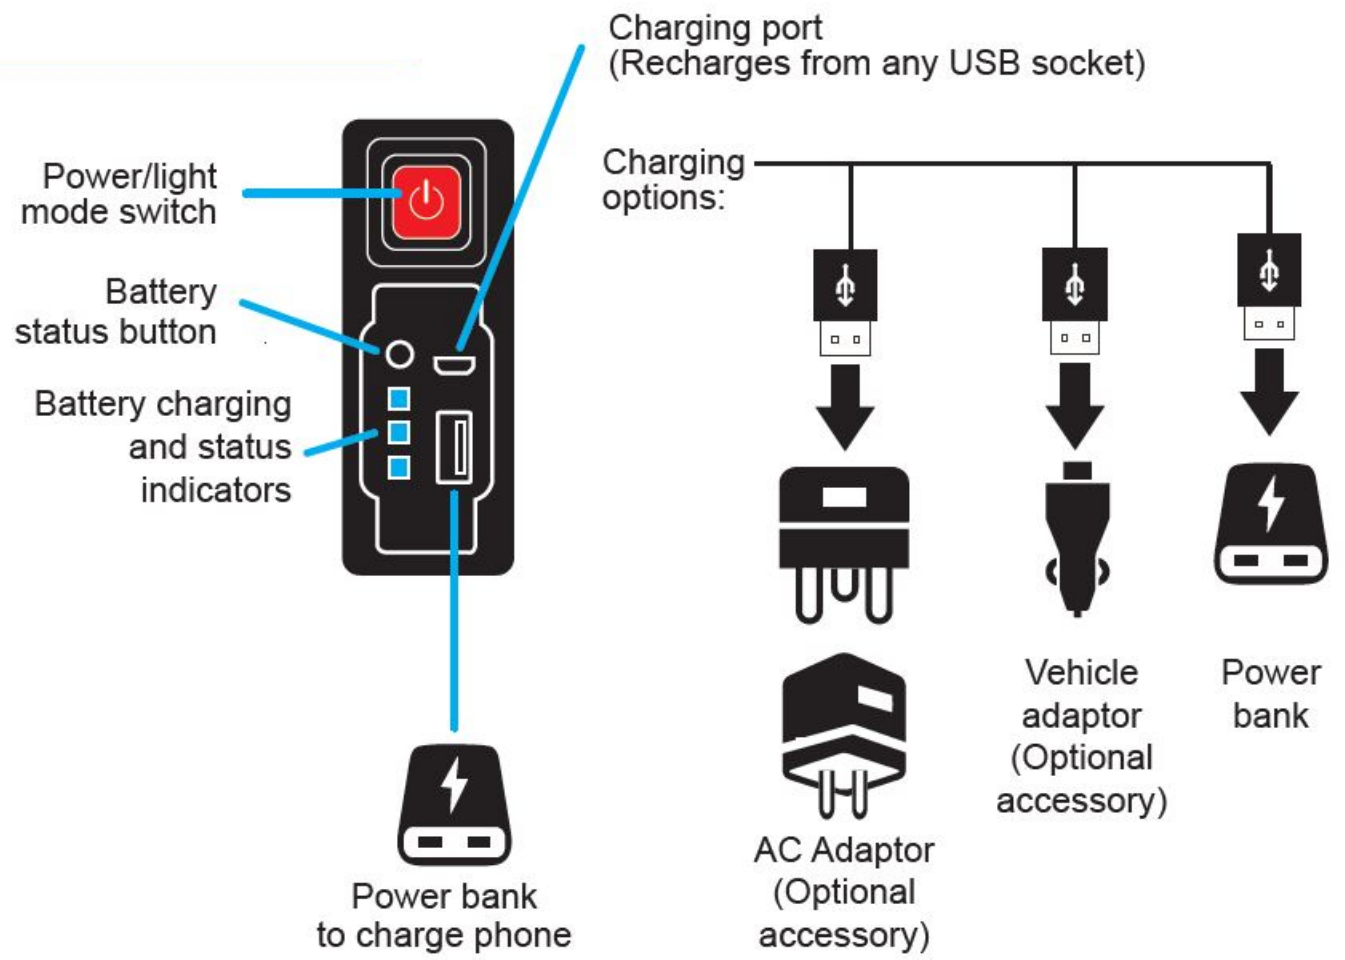 Charging port
(Recharges from any USB socket)
Power/light
mode switch
Charging
options:
Battery
status button
Battery charging
and status
indicators
Power bank
to charge phone
AC Adaptor
(Optional
accessory)
Vehicle
adaptor
(Optional
accessory)
Power
bank